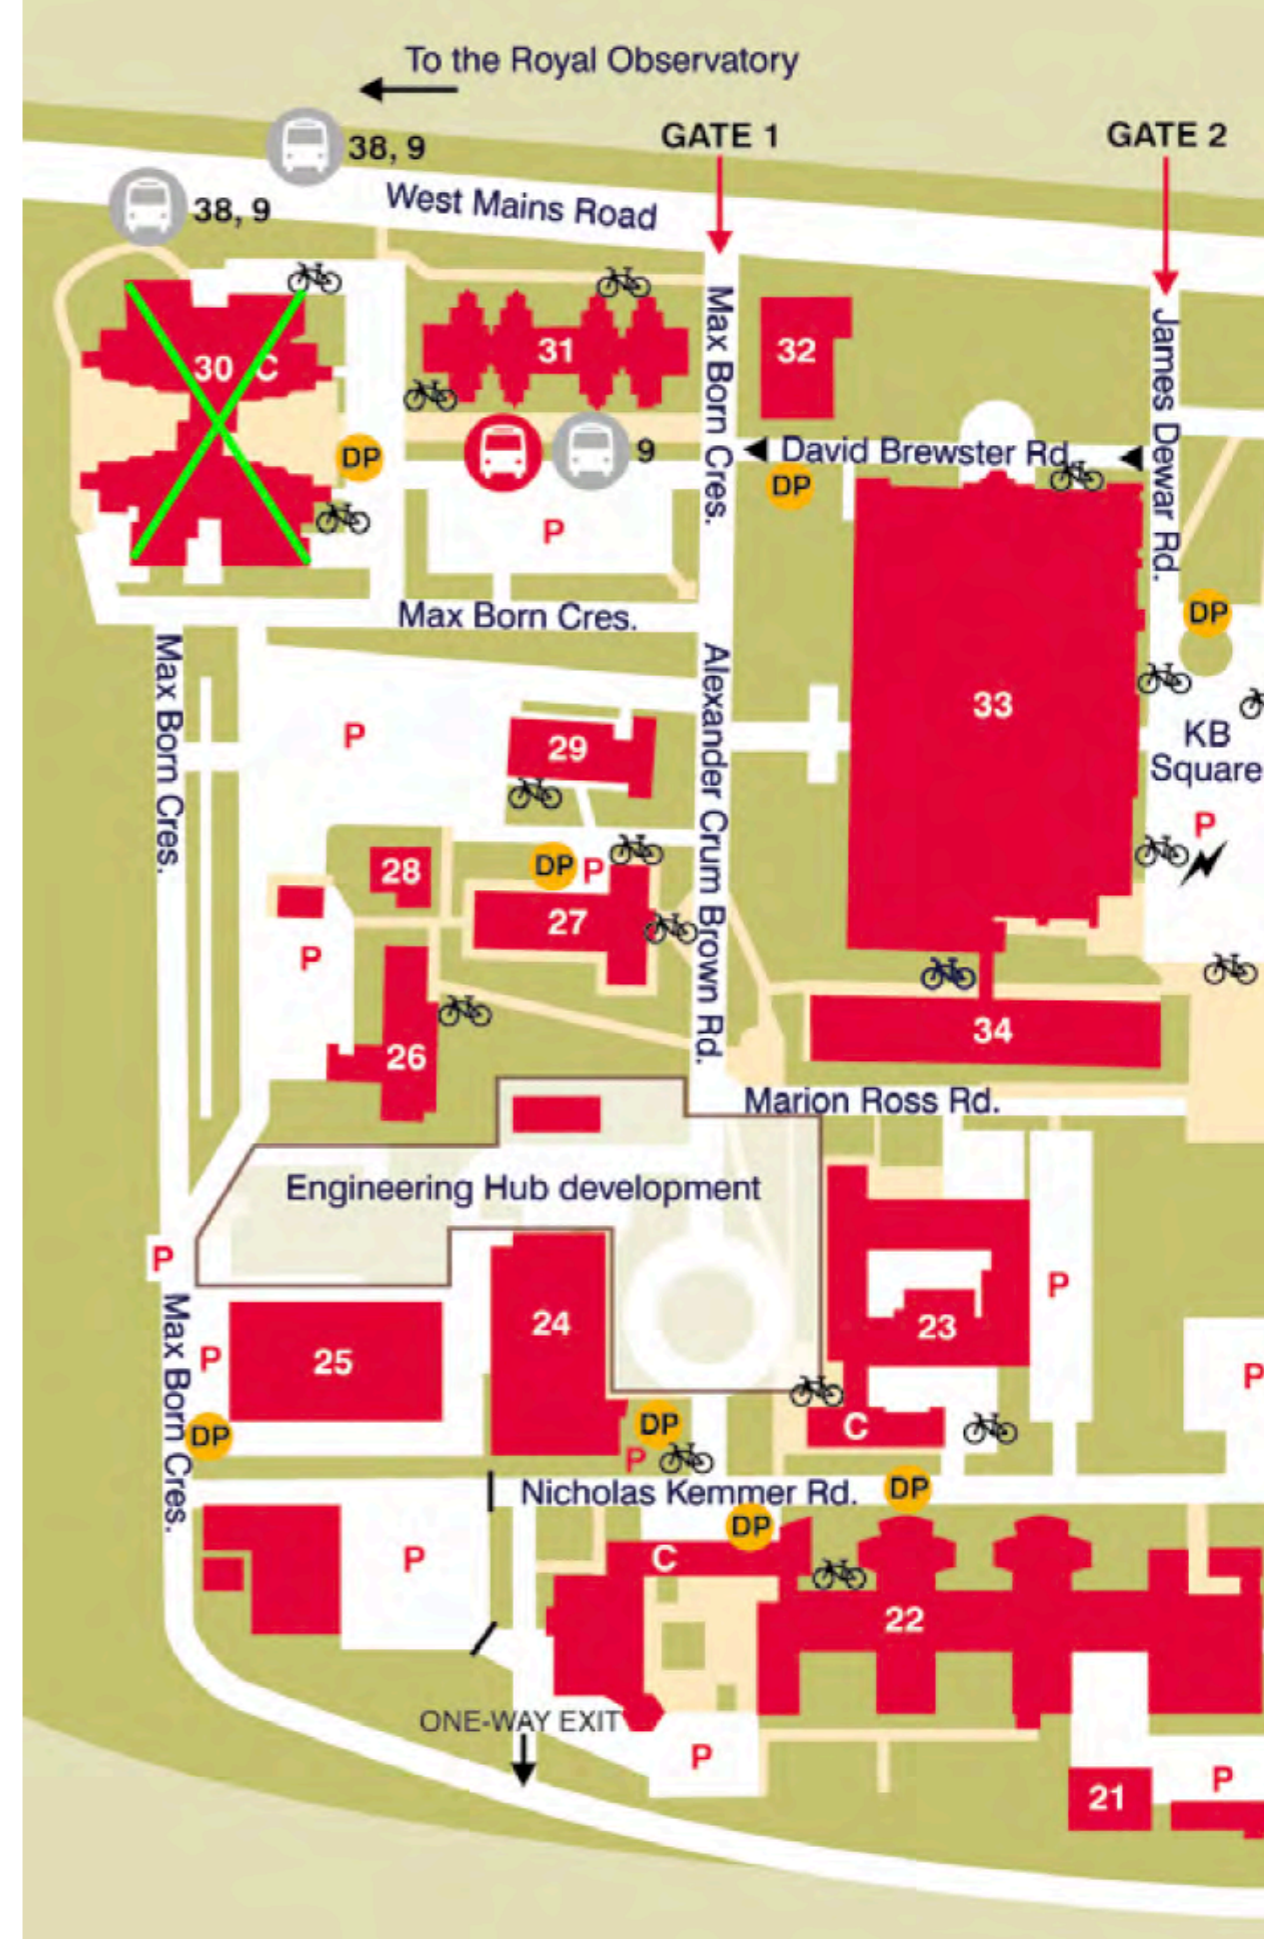 To the Royal Observatory
38, 9
GATE 1
GATE 2
38, 9
West Mains Road
30 C
31
32
Max Born Cres.
James Dewar Rd.
DP
9
David Brewster Rd.
DP
P
DP
Max Born Cres.
Max Born Cres.
Alexander Crum Brown Rd.
33
P
29
KB
Square
P
28
DP P
27
P
26
34
Marion Ross Rd.
Engineering Hub development
P
P
25
24
23
P
P
Max Born Cres.
DP
DP
P
C
Nicholas Kemmer Rd.
DP
DP
P
C
22
ONE-WAY EXIT
P
21
P